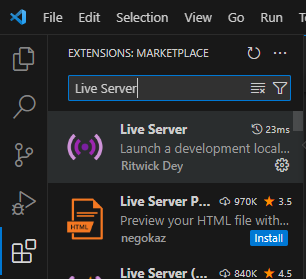 File Edit Selection View Go Run T
EXTENSIONS: MARKETPLACE
Live Server
Live Server 23ms
Launch a development local...
Ritwick Dey
Live Server P... 970K 3.5
Preview your HTML file with...
negokaz Install
HTML
Live Server (... 840K 4.5